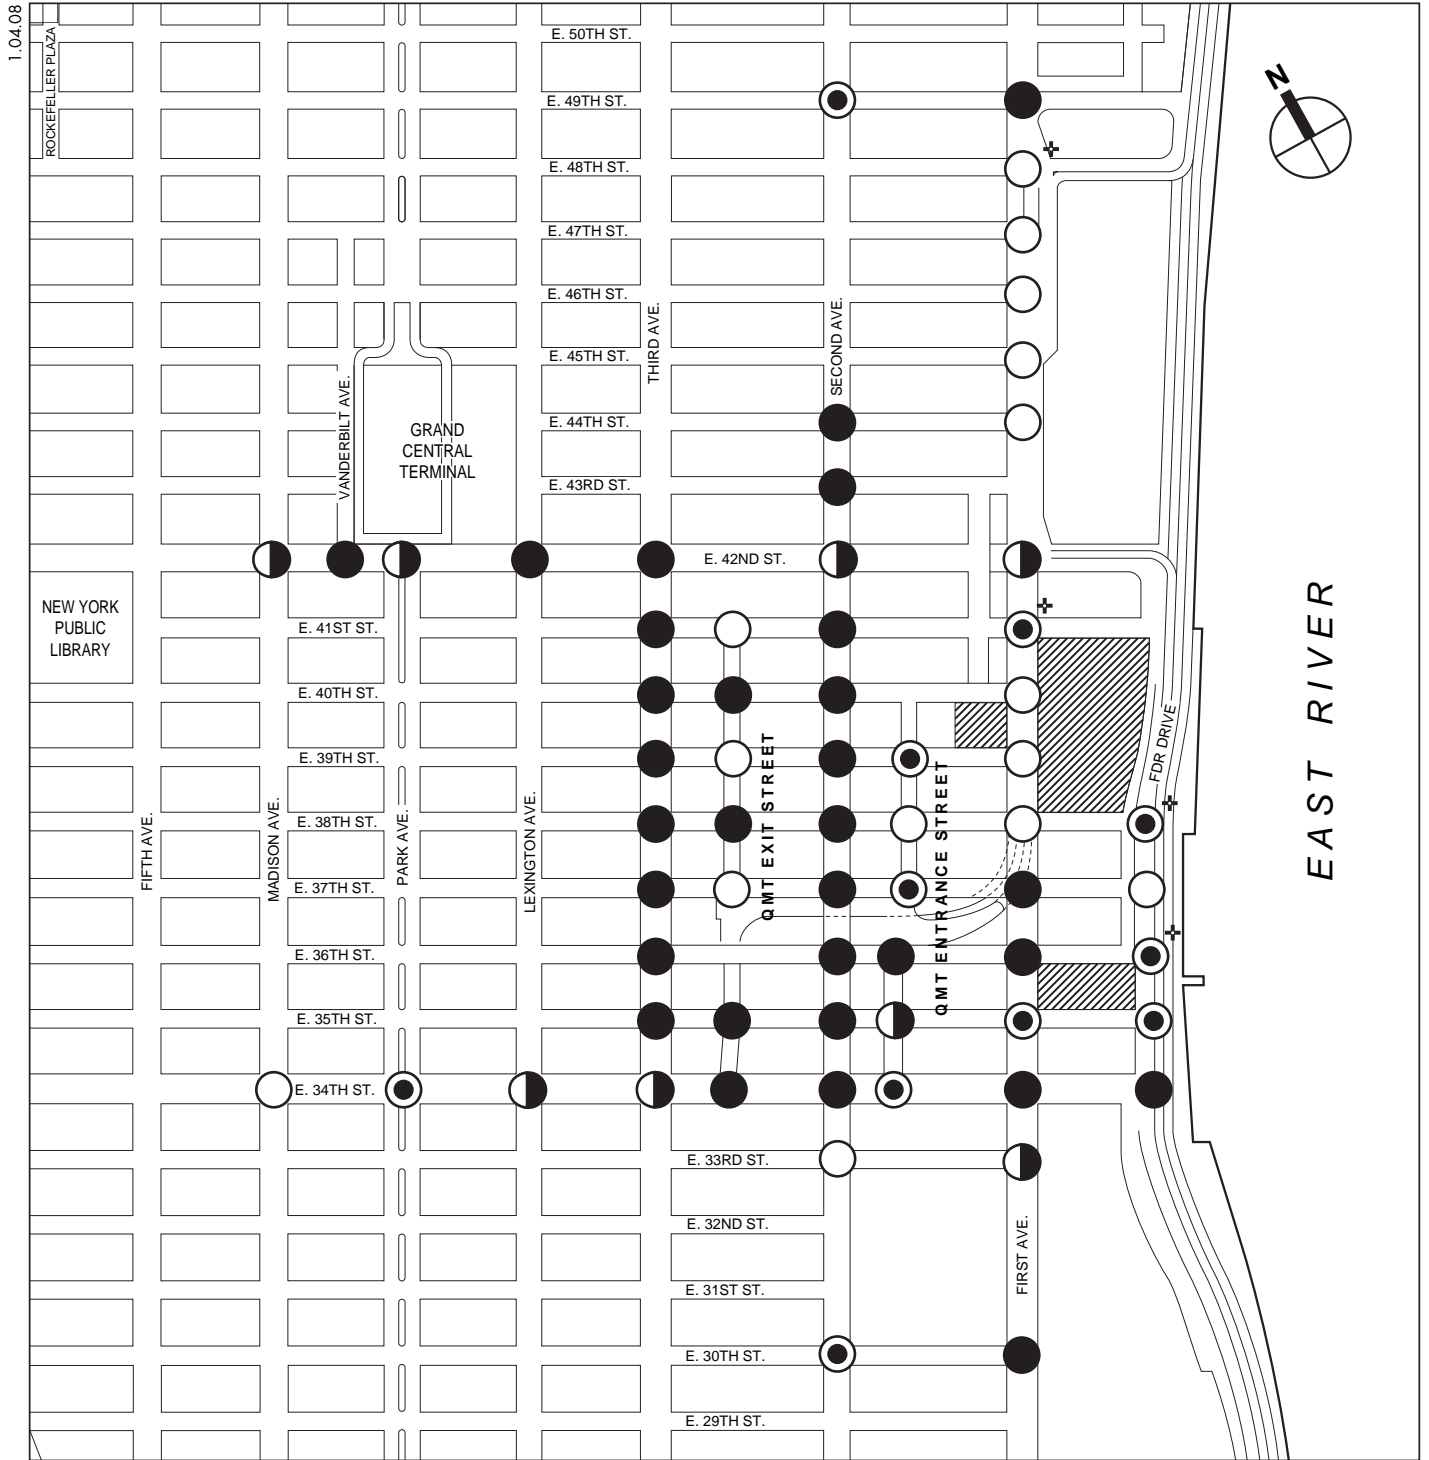 1.04.08
ROCKEFELLER PLAZA
E. 50TH ST.
E. 49TH ST.
N
E. 48TH ST.
E. 47TH ST.
E. 46TH ST.
E. 45TH ST.
THIRD AVE.
SECOND AVE.
VANDERBILT AVE.
GRAND
CENTRAL
TERMINAL
E. 44TH ST.
E. 43RD ST.
E. 42ND ST.
NEW YORK
PUBLIC
LIBRARY
E. 41ST ST.
E. 40TH ST.
E. 39TH ST.
E. 38TH ST.
E. 37TH ST.
E. 36TH ST.
E. 35TH ST.
E. 34TH ST.
FIFTH AVE.
MADISON AVE.
PARK AVE.
LEXINGTON AVE.
QMT EXIT STREET
QMT ENTRANCE STREET
FDR DRIVE
EAST RIVER
E. 33RD ST.
E. 32ND ST.
FIRST AVE.
E. 31ST ST.
E. 30TH ST.
E. 29TH ST.